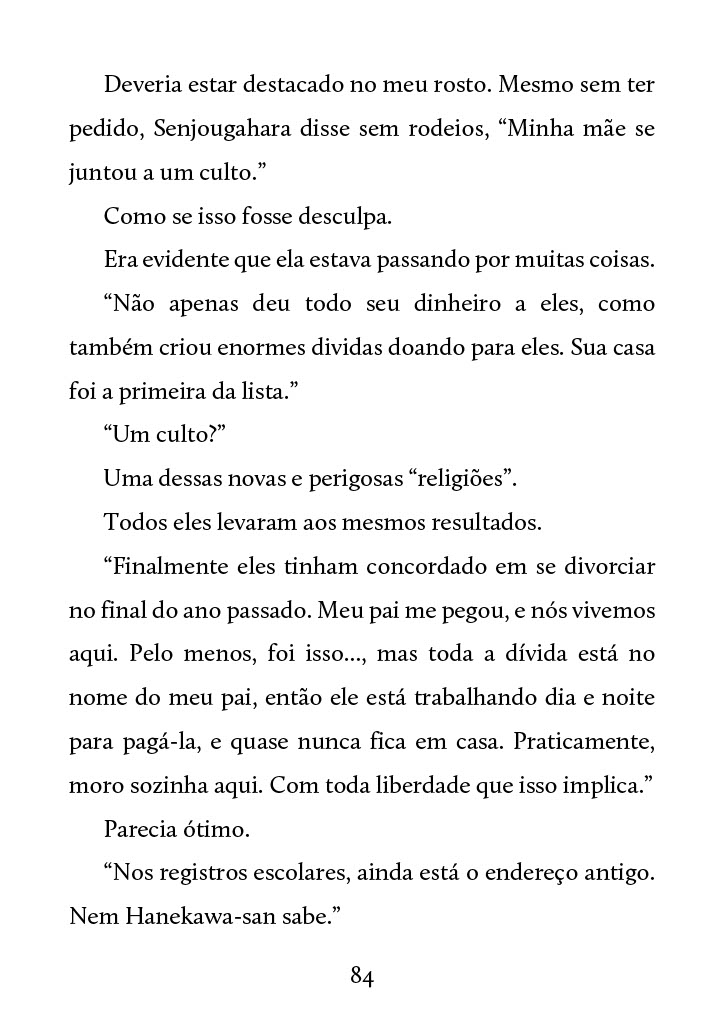 Deveria estar destacado no meu rosto. Mesmo sem ter
pedido, Senjougahara disse sem rodeios, “Minha mãe se
juntou a um culto.”
Como se isso fosse desculpa.
Era evidente que ela estava passando por muitas coisas.
“Não apenas deu todo seu dinheiro a eles, como
também criou enormes dividas doando para eles. Sua casa
foi a primeira da lista.”
“Um culto?”
Uma dessas novas e perigosas “religiões”.
Todos eles levaram aos mesmos resultados.
“Finalmente eles tinham concordado em se divorciar
no final do ano passado. Meu pai me pegou, e nós vivemos
aqui. Pelo menos, foi isso..., mas toda a dívida está no
nome do meu pai, então ele está trabalhando dia e noite
para pagá-la, e quase nunca fica em casa. Praticamente,
moro sozinha aqui. Com toda liberdade que isso implica.”
Parecia ótimo.
“Nos registros escolares, ainda está o endereço antigo.
Nem Hanekawa-san sabe.”
84